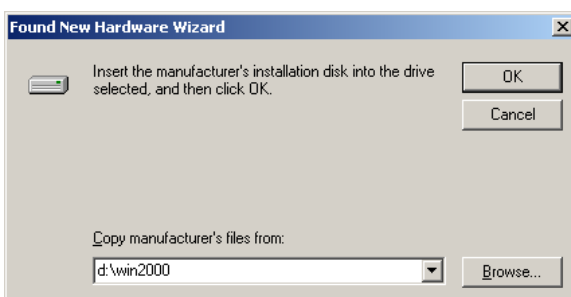 Found New Hardware Wizard
Insert the manufacturer's installation disk into the drive
selected, and then click OK.
OK
Cancel
Copy manufacturer's files from:
d:\win2000
Browse...